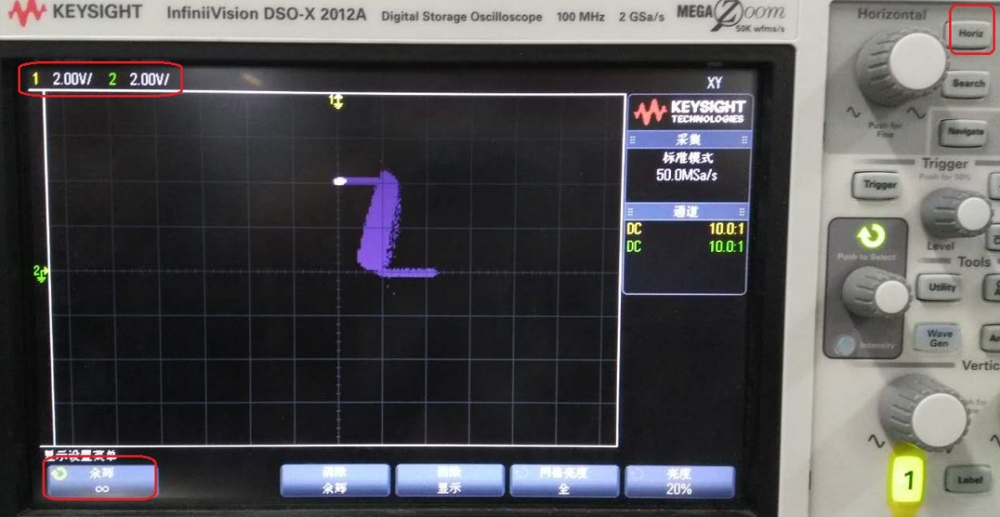 KEYSIGHT InfiniiVision DSO-X 2012A Digital Storage Oscilloscope 100 MHz 2 GSa/s MEGA Zoom
50K wfms/s
1 2.00V/ 2 2.00V/
XY
KEYSIGHT
TECHNOLOGIES
采集
标准模式
50.0MSa/s
通道
DC 10.0:1
DC 10.0:1
1
2
显示设置菜单
余辉
∞
清除
余辉
清除
显示
网格亮度
全
亮度
20%
Horizontal
Horiz
Search
Push for
Fine
Navigate
Trigger
Push for 50%
Trigger
Level
Push to Select
Tools
Utility
Intensity
Wave
Gen
Vertic
1
Label